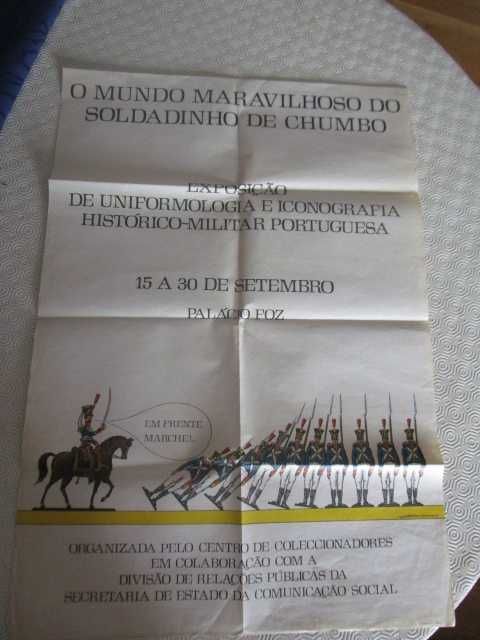 O MUNDO MARAVILHOSO DO
SOLDADINHO DE CHUMBO
EXPOSIÇÃO
DE UNIFORMOLOGIA E ICONOGRAFIA
HISTÓRICO-MILITAR PORTUGUESA
15 A 30 DE SETEMBRO
PALÁCIO FOZ
EM FRENTE
MARCHE!..
ORGANIZADA PELO CENTRO DE COLECCIONADORES
EM COLABORAÇÃO COM A
DIVISÃO DE RELAÇÕES PÚBLICAS DA
SECRETARIA DE ESTADO DA COMUNICAÇÃO SOCIAL